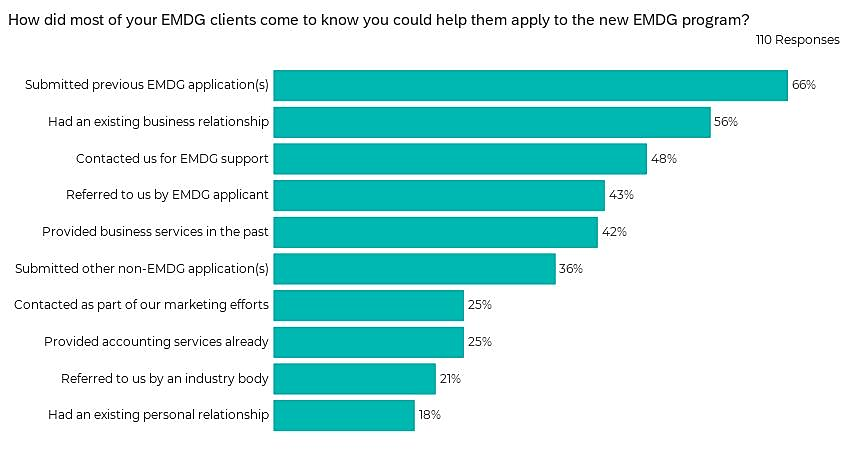 How did most of your EMDG clients come to know you could help them apply to the new EMDG program?
110 Responses
Submitted previous EMDG application(s) 66%
Had an existing business relationship 56%
Contacted us for EMDG support 48%
Referred to us by EMDG applicant 43%
Provided business services in the past 42%
Submitted other non-EMDG application(s) 36%
Contacted as part of our marketing efforts 25%
Provided accounting services already 25%
Referred to us by an industry body 21%
Had an existing personal relationship 18%